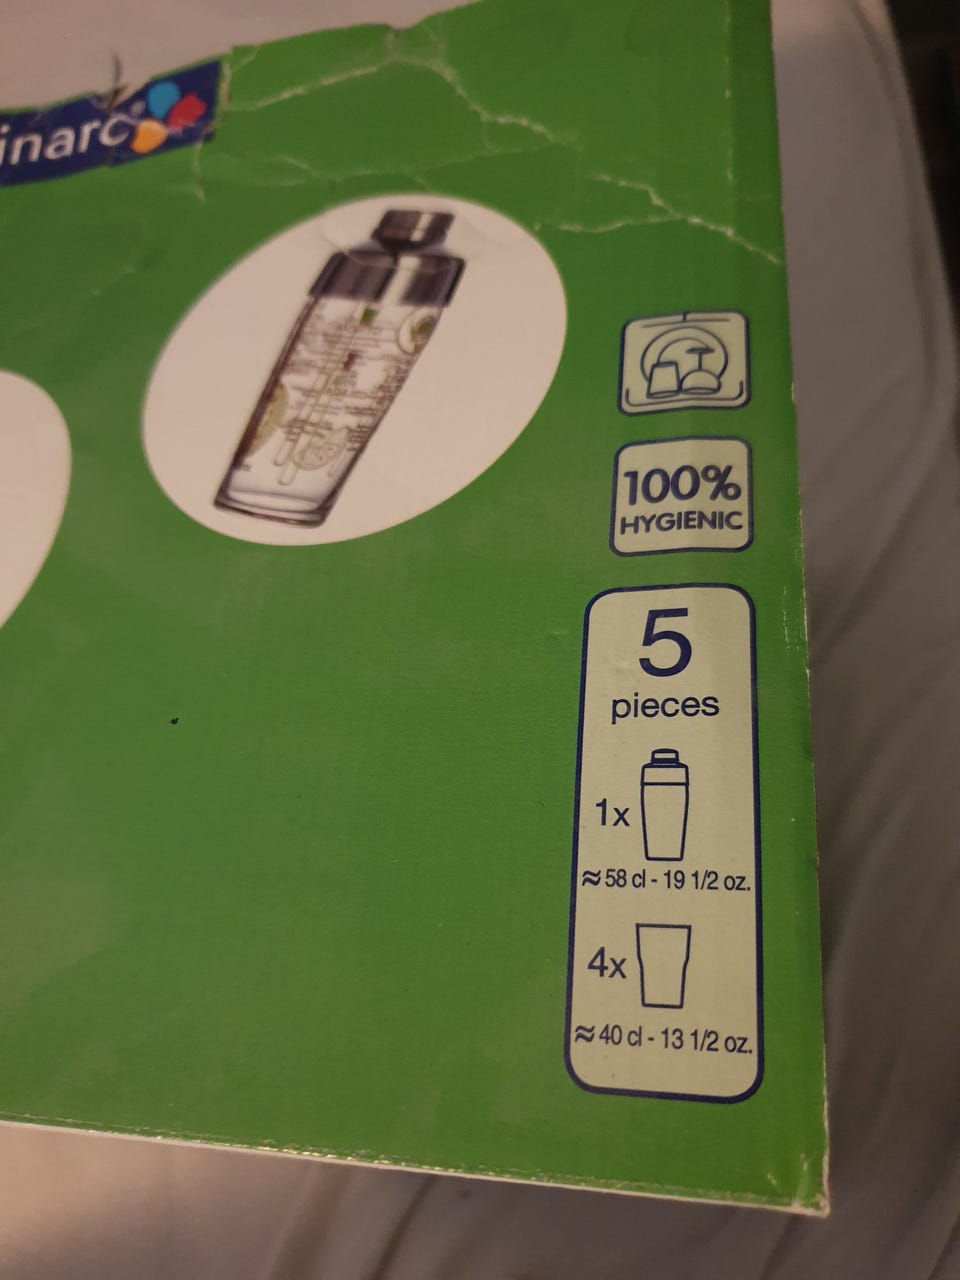 inarc®
100%
HYGIENIC
5
pieces
1x
≈ 58 cl - 19 1/2 oz.
4x
≈ 40 cl - 13 1/2 oz.